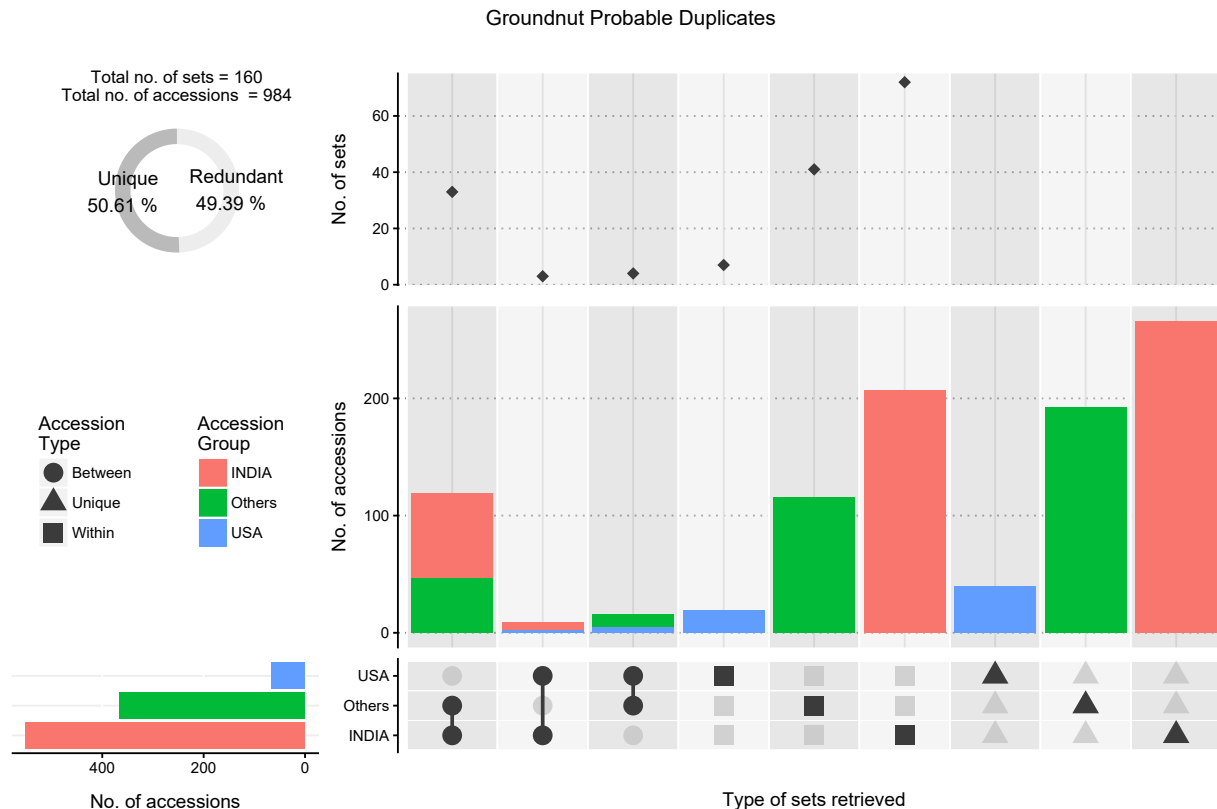 Groundnut Probable Duplicates
Total no. of sets = 160
Total no. of accessions  = 984
Unique
50.61 %
Redundant
49.39 %
No. of sets
60
40
20
0
No. of accessions
200
100
0
Accession
Type
Between
Unique
Within
Accession
Group
INDIA
Others
USA
USA
Others
INDIA
400
200
0
No. of accessions
Type of sets retrieved